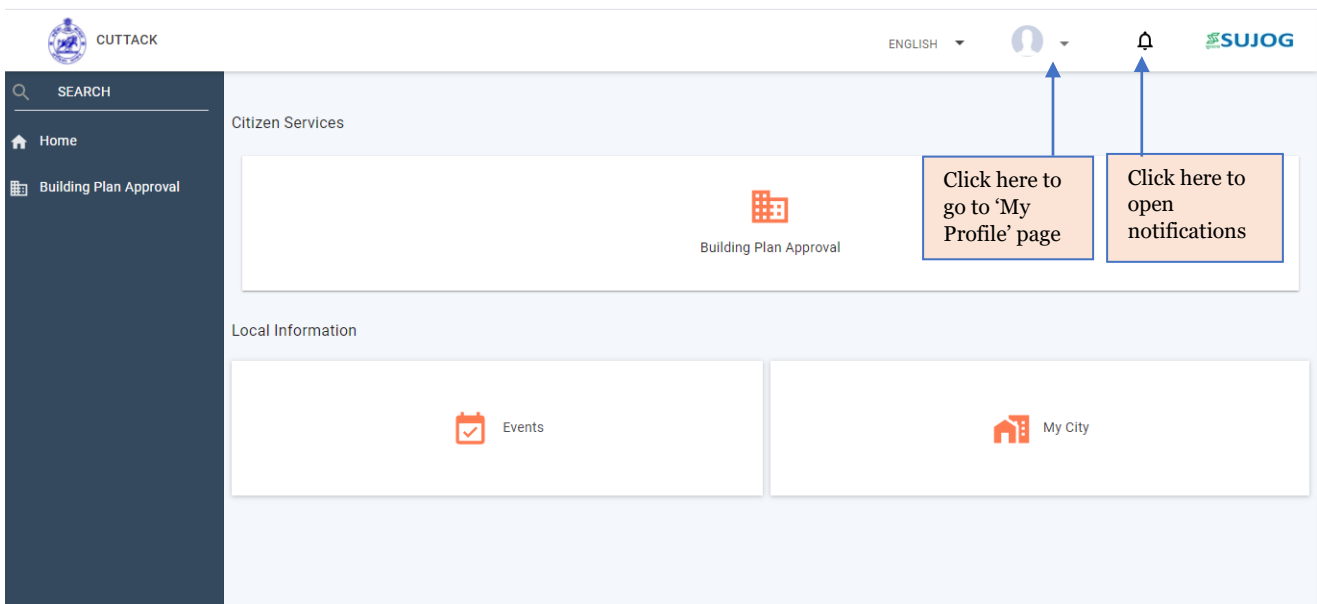 CUTTACK
ENGLISH
SUJOG
SEARCH
Home
Building Plan Approval
Citizen Services
Building Plan Approval
Click here to
go to ‘My
Profile’ page
Click here to
open
notifications
Local Information
Events
My City